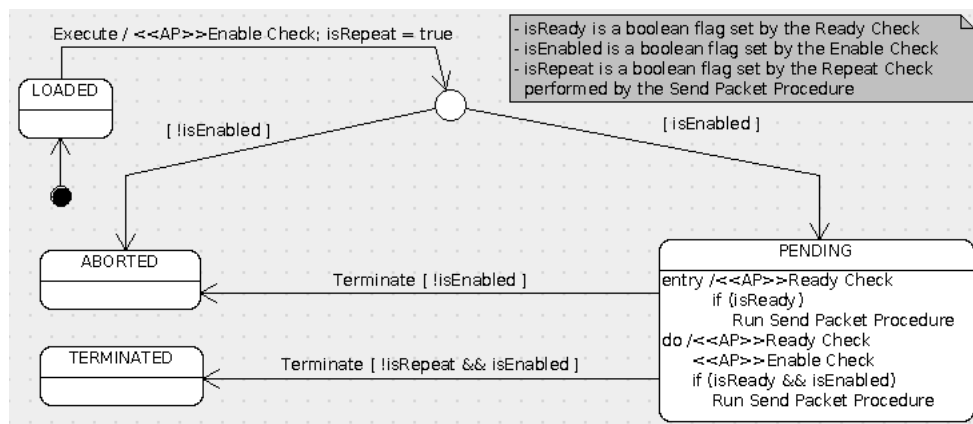 Execute / <<AP>>Enable Check; isRepeat = true
- isReady is a boolean flag set by the Ready Check
- isEnabled is a boolean flag set by the Enable Check
- isRepeat is a boolean flag set by the Repeat Check
performed by the Send Packet Procedure
LOADED
[ !isEnabled ]
[ isEnabled ]
ABORTED
Terminate [ !isEnabled ]
TERMINATED
Terminate [ !isRepeat && isEnabled ]
PENDING
entry /<<AP>>Ready Check
if (isReady)
Run Send Packet Procedure
do /<<AP>>Ready Check
<<AP>>Enable Check
if (isReady && isEnabled)
Run Send Packet Procedure